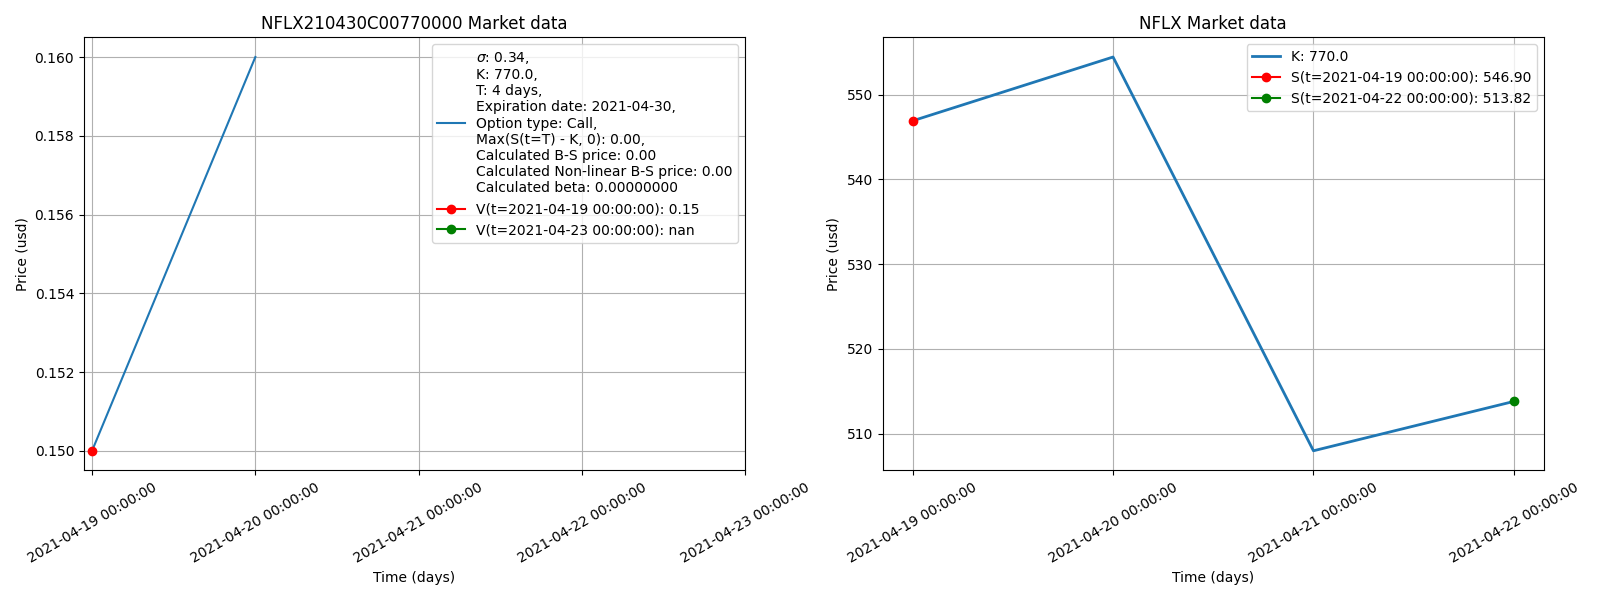 NFLX210430C00770000 Market data
σ: 0.34,
K: 770.0,
T: 4 days,
Expiration date: 2021-04-30,
Option type: Call,
Max(S(t=T) - K, 0): 0.00,
Calculated B-S price: 0.00
Calculated Non-linear B-S price: 0.00
Calculated beta: 0.00000000
V(t=2021-04-19 00:00:00): 0.15
V(t=2021-04-23 00:00:00): nan
Price (usd)
0.160
0.158
0.156
0.154
0.152
0.150
2021-04-19 00:00:00
2021-04-20 00:00:00
2021-04-21 00:00:00
2021-04-22 00:00:00
2021-04-23 00:00:00
Time (days)
NFLX Market data
K: 770.0
S(t=2021-04-19 00:00:00): 546.90
S(t=2021-04-22 00:00:00): 513.82
Price (usd)
550
540
530
520
510
2021-04-19 00:00:00
2021-04-20 00:00:00
2021-04-21 00:00:00
2021-04-22 00:00:00
Time (days)